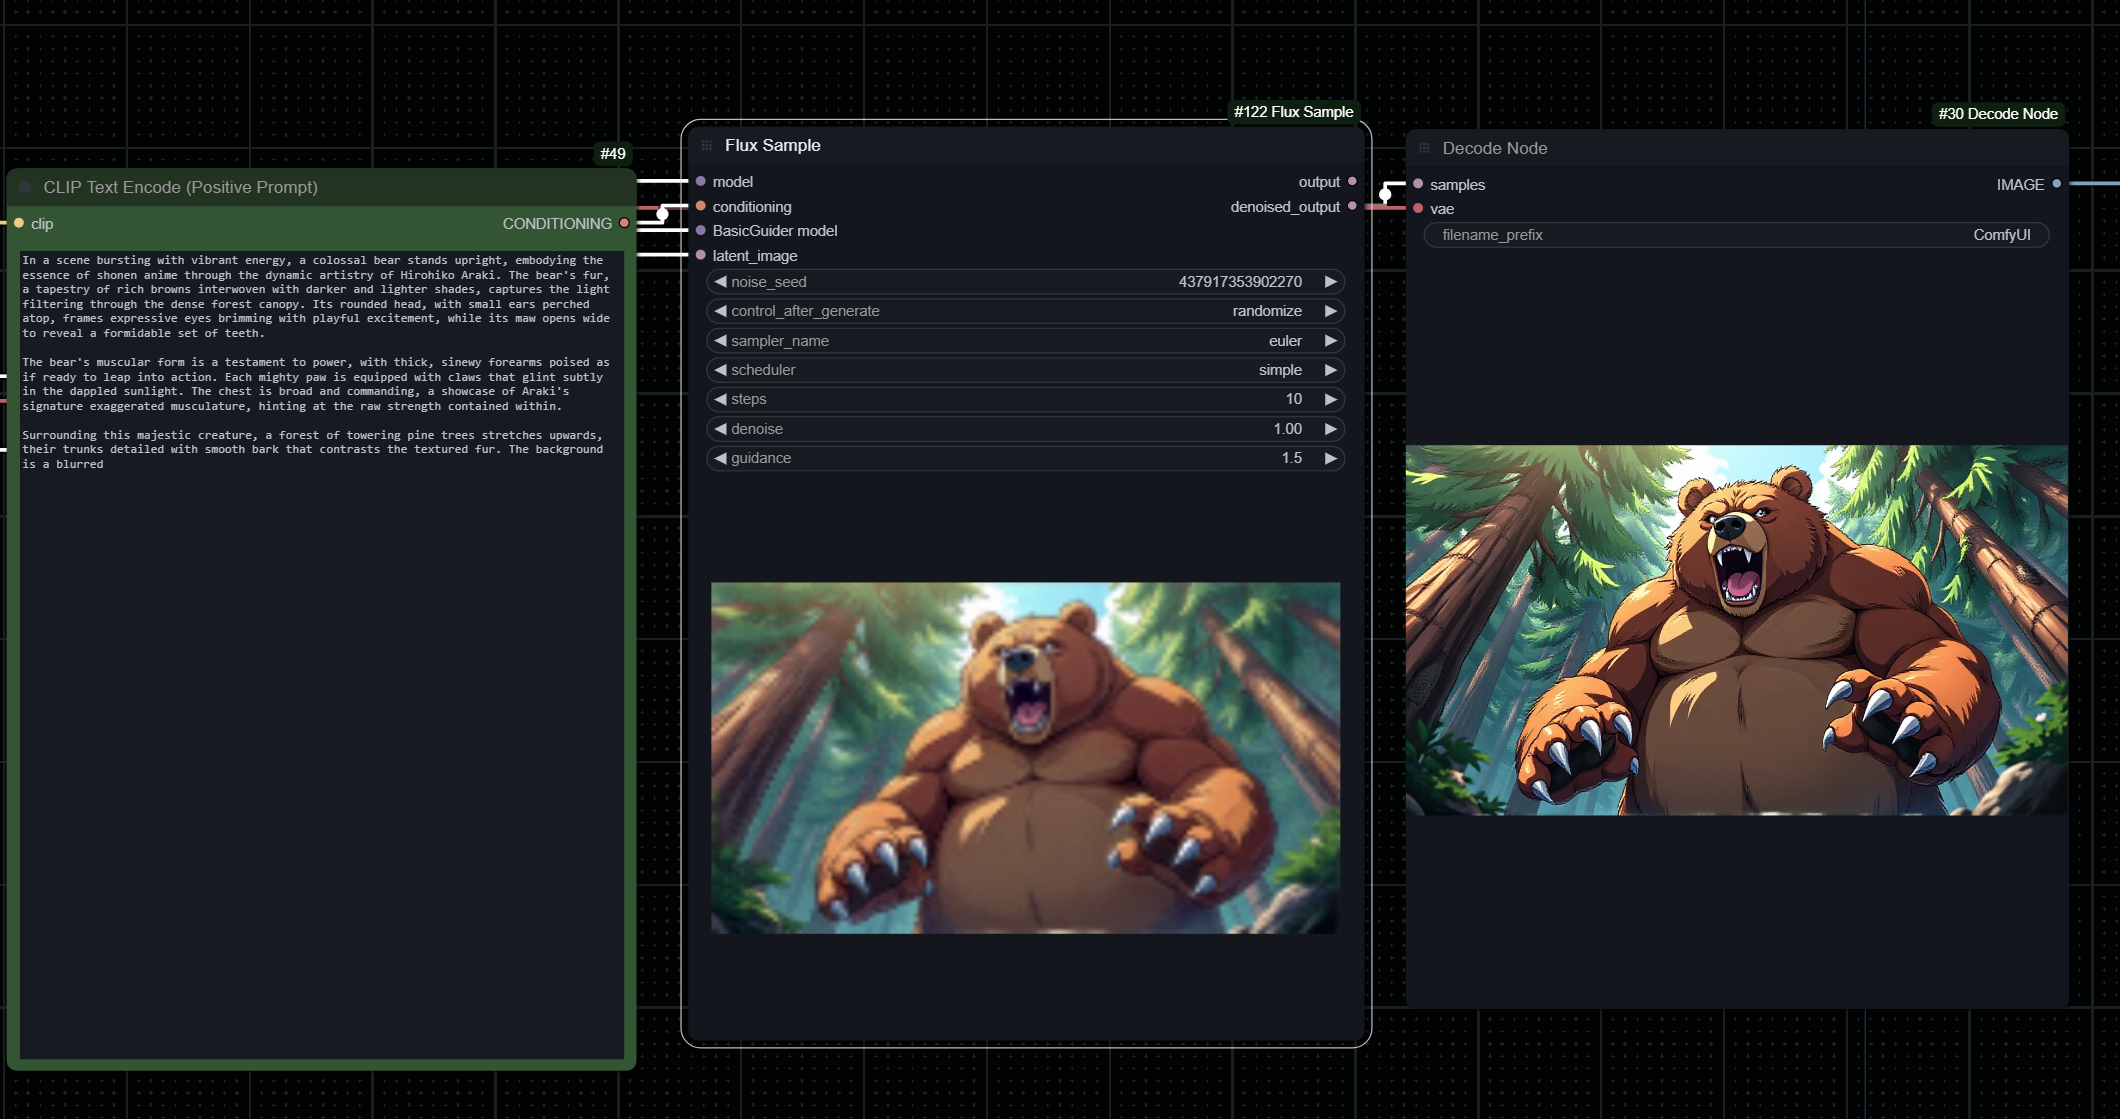 #122 Flux Sample
#30 Decode Node
#49
CLIP Text Encode (Positive Prompt)
clip
CONDITIONING
In a scene bursting with vibrant energy, a colossal bear stands upright, embodying the
essence of shonen anime through the dynamic artistry of Hirohiko Araki. The bear's fur,
a tapestry of rich browns interwoven with darker and lighter shades, captures the light
filtering through the dense forest canopy. Its rounded head, with small ears perched
atop, frames expressive eyes brimming with playful excitement, while its maw opens wide
to reveal a formidable set of teeth.
The bear's muscular form is a testament to power, with thick, sinewy forearms poised as
if ready to leap into action. Each mighty paw is equipped with claws that glint subtly
in the dappled sunlight. The chest is broad and commanding, a showcase of Araki's
signature exaggerated musculature, hinting at the raw strength contained within.
Surrounding this majestic creature, a forest of towering pine trees stretches upwards,
their trunks detailed with smooth bark that contrasts the textured fur. The background
is a blurred
Flux Sample
model
output
conditioning
denoised_output
BasicGuider model
latent_image
noise_seed 437917353902270
control_after_generate randomize
sampler_name euler
scheduler simple
steps 10
denoise 1.00
guidance 1.5
Decode Node
samples
IMAGE
vae
filename_prefix ComfyUI